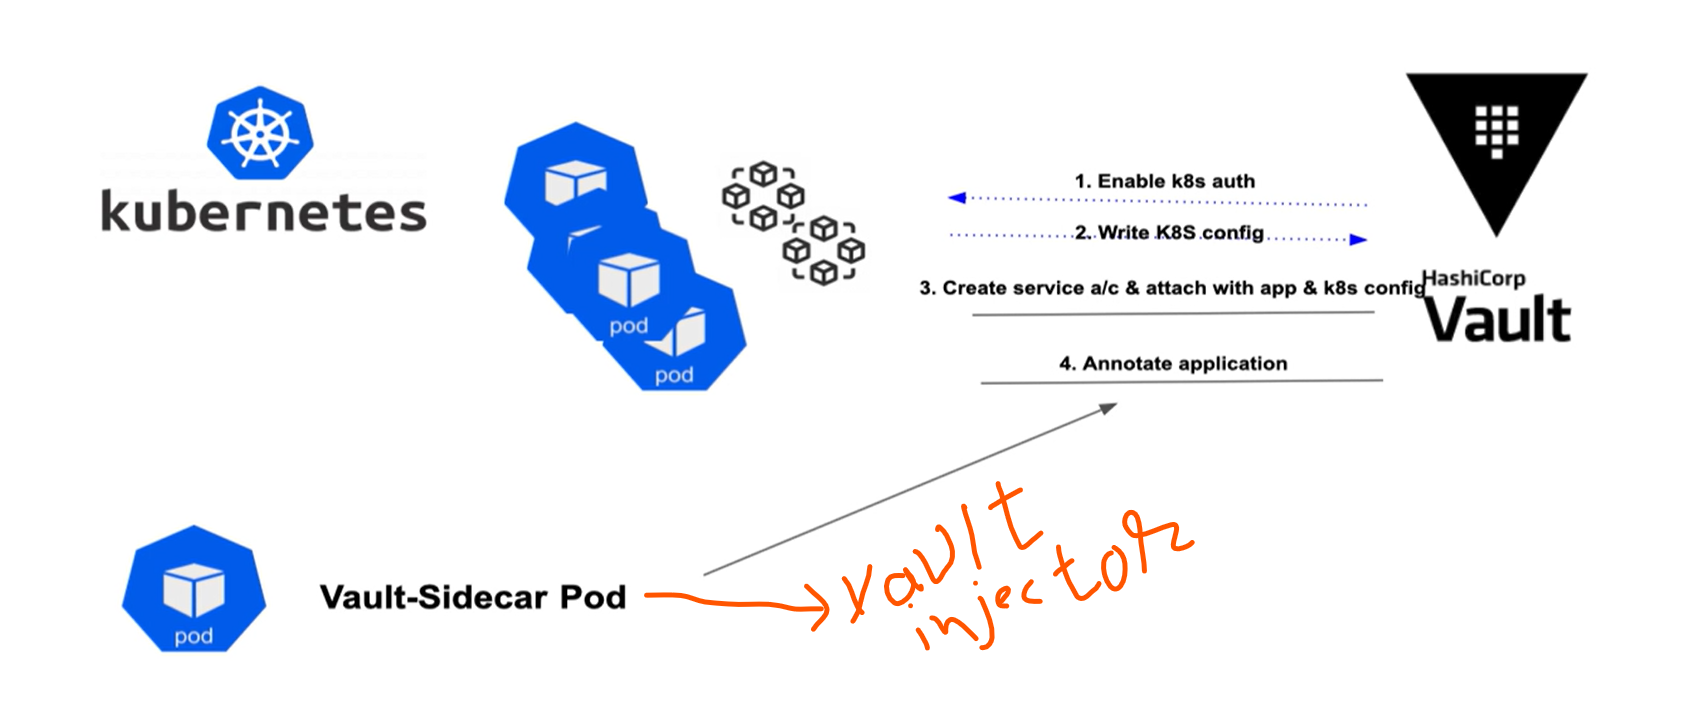 kubernetes
pod
pod
1. Enable k8s auth
2. Write K8S config
3. Create service a/c & attach with app & k8s config
4. Annotate application
HashiCorp
Vault
pod
Vault-Sidecar Pod
vault
injector